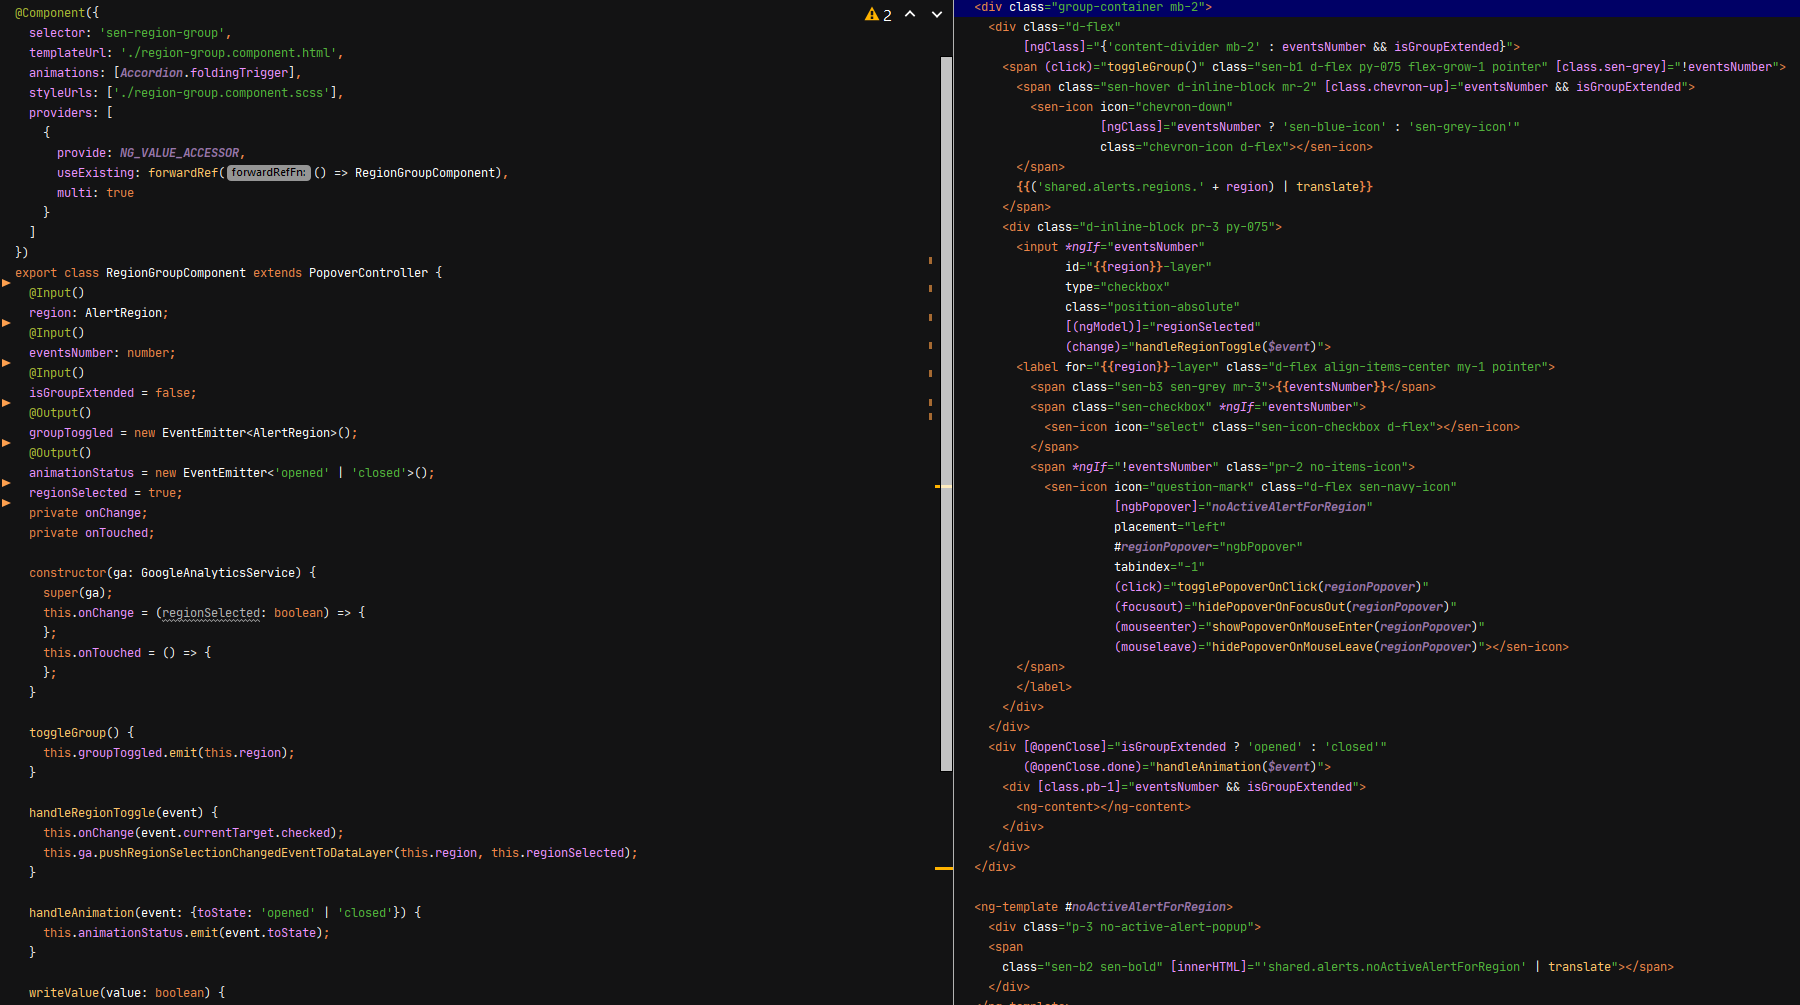 @Component({
  selector: 'sen-region-group',
  templateUrl: './region-group.component.html',
  animations: [Accordion.foldingTrigger],
  styleUrls: ['./region-group.component.scss'],
  providers: [
    {
      provide: NG_VALUE_ACCESSOR,
      useExisting: forwardRef( forwardRefFn: () => RegionGroupComponent),
      multi: true
    }
  ]
})
export class RegionGroupComponent extends PopoverController {
  @Input()
  region: AlertRegion;
  @Input()
  eventsNumber: number;
  @Input()
  isGroupExtended = false;
  @Output()
  groupToggled = new EventEmitter<AlertRegion>();
  @Output()
  animationStatus = new EventEmitter<'opened' | 'closed'>();
  regionSelected = true;
  private onChange;
  private onTouched;
  constructor(ga: GoogleAnalyticsService) {
    super(ga);
    this.onChange = (regionSelected: boolean) => {
    };
    this.onTouched = () => {
    };
  }
  toggleGroup() {
    this.groupToggled.emit(this.region);
  }
  handleRegionToggle(event) {
    this.onChange(event.currentTarget.checked);
    this.ga.pushRegionSelectionChangedEventToDataLayer(this.region, this.regionSelected);
  }
  handleAnimation(event: {toState: 'opened' | 'closed'}) {
    this.animationStatus.emit(event.toState);
  }
  writeValue(value: boolean) {
2
<div class="group-container mb-2">
  <div class="d-flex"
       [ngClass]="{'content-divider mb-2' : eventsNumber && isGroupExtended}">
    <span (click)="toggleGroup()" class="sen-b1 d-flex py-075 flex-grow-1 pointer" [class.sen-grey]="!eventsNumber">
      <span class="sen-hover d-inline-block mr-2" [class.chevron-up]="eventsNumber && isGroupExtended">
        <sen-icon icon="chevron-down"
                  [ngClass]="eventsNumber ? 'sen-blue-icon' : 'sen-grey-icon'"
                  class="chevron-icon d-flex"></sen-icon>
      </span>
      {{('shared.alerts.regions.' + region) | translate}}
    </span>
    <div class="d-inline-block pr-3 py-075">
      <input *ngIf="eventsNumber"
             id="{{region}}-layer"
             type="checkbox"
             class="position-absolute"
             [(ngModel)]="regionSelected"
             (change)="handleRegionToggle($event)">
      <label for="{{region}}-layer" class="d-flex align-items-center my-1 pointer">
        <span class="sen-b3 sen-grey mr-3">{{eventsNumber}}</span>
        <span class="sen-checkbox" *ngIf="eventsNumber">
          <sen-icon icon="select" class="sen-icon-checkbox d-flex"></sen-icon>
        </span>
        <span *ngIf="!eventsNumber" class="pr-2 no-items-icon">
          <sen-icon icon="question-mark" class="d-flex sen-navy-icon"
                    [ngbPopover]="noActiveAlertForRegion"
                    placement="left"
                    #regionPopover="ngbPopover"
                    tabindex="-1"
                    (click)="togglePopoverOnClick(regionPopover)"
                    (focusout)="hidePopoverOnFocusOut(regionPopover)"
                    (mouseenter)="showPopoverOnMouseEnter(regionPopover)"
                    (mouseleave)="hidePopoverOnMouseLeave(regionPopover)"></sen-icon>
      </span>
      </label>
    </div>
  </div>
  <div [@openClose]="isGroupExtended ? 'opened' : 'closed'"
       (@openClose.done)="handleAnimation($event)">
    <div [class.pb-1]="eventsNumber && isGroupExtended">
      <ng-content></ng-content>
    </div>
  </div>
</div>
<ng-template #noActiveAlertForRegion>
  <div class="p-3 no-active-alert-popup">
  <span
    class="sen-b2 sen-bold" [innerHTML]="'shared.alerts.noActiveAlertForRegion' | translate"></span>
  </div>